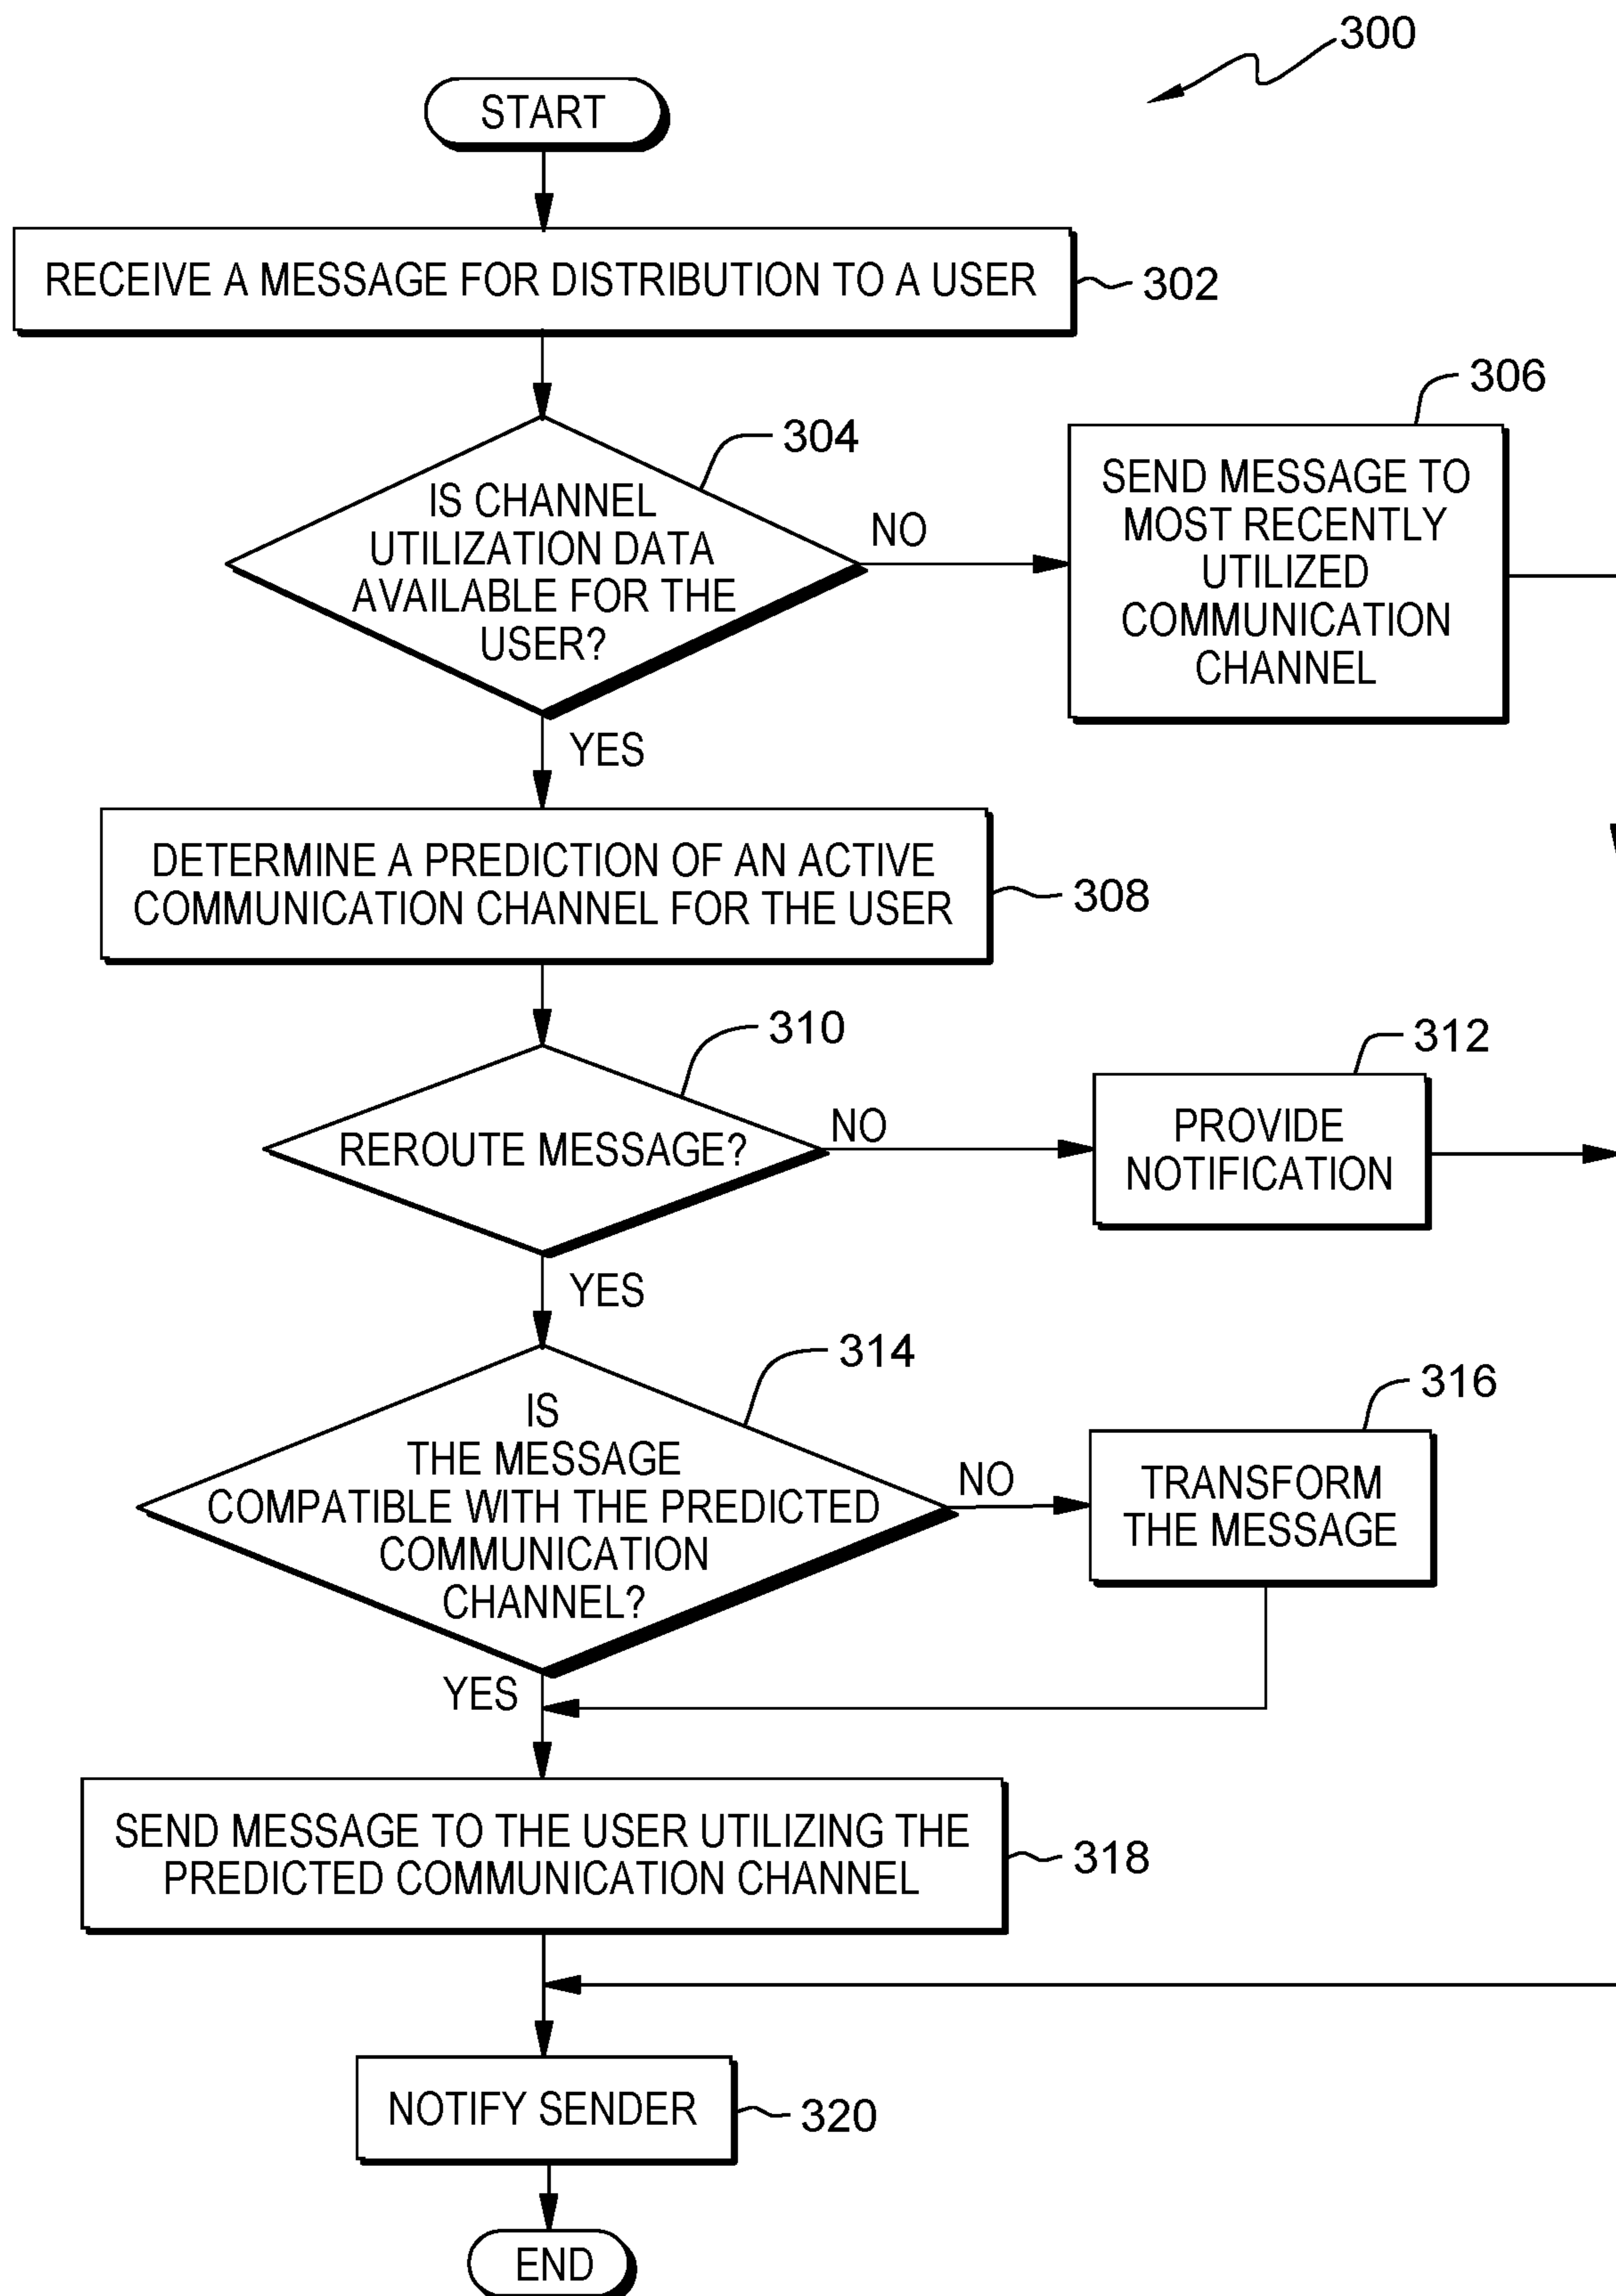 300
START
RECEIVE A MESSAGE FOR DISTRIBUTION TO A USER
302
304
IS CHANNEL
UTILIZATION DATA
AVAILABLE FOR THE
USER?
NO
306
SEND MESSAGE TO
MOST RECENTLY
UTILIZED
COMMUNICATION
CHANNEL
YES
DETERMINE A PREDICTION OF AN ACTIVE
COMMUNICATION CHANNEL FOR THE USER
308
310
REROUTE MESSAGE?
NO
312
PROVIDE
NOTIFICATION
YES
314
IS
THE MESSAGE
COMPATIBLE WITH THE PREDICTED
COMMUNICATION
CHANNEL?
NO
316
TRANSFORM
THE MESSAGE
YES
SEND MESSAGE TO THE USER UTILIZING THE
PREDICTED COMMUNICATION CHANNEL
318
NOTIFY SENDER
320
END